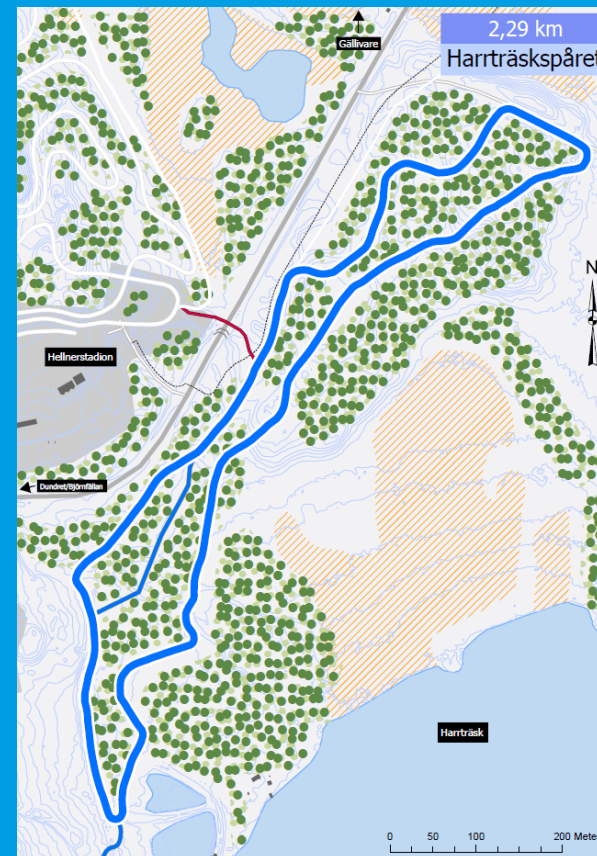 2,29 km
Harrträskspåret
Gällivare
N
Hellnerstadion
Dundret/Björnfällan
Harrträsk
0 50 100 200 Mete